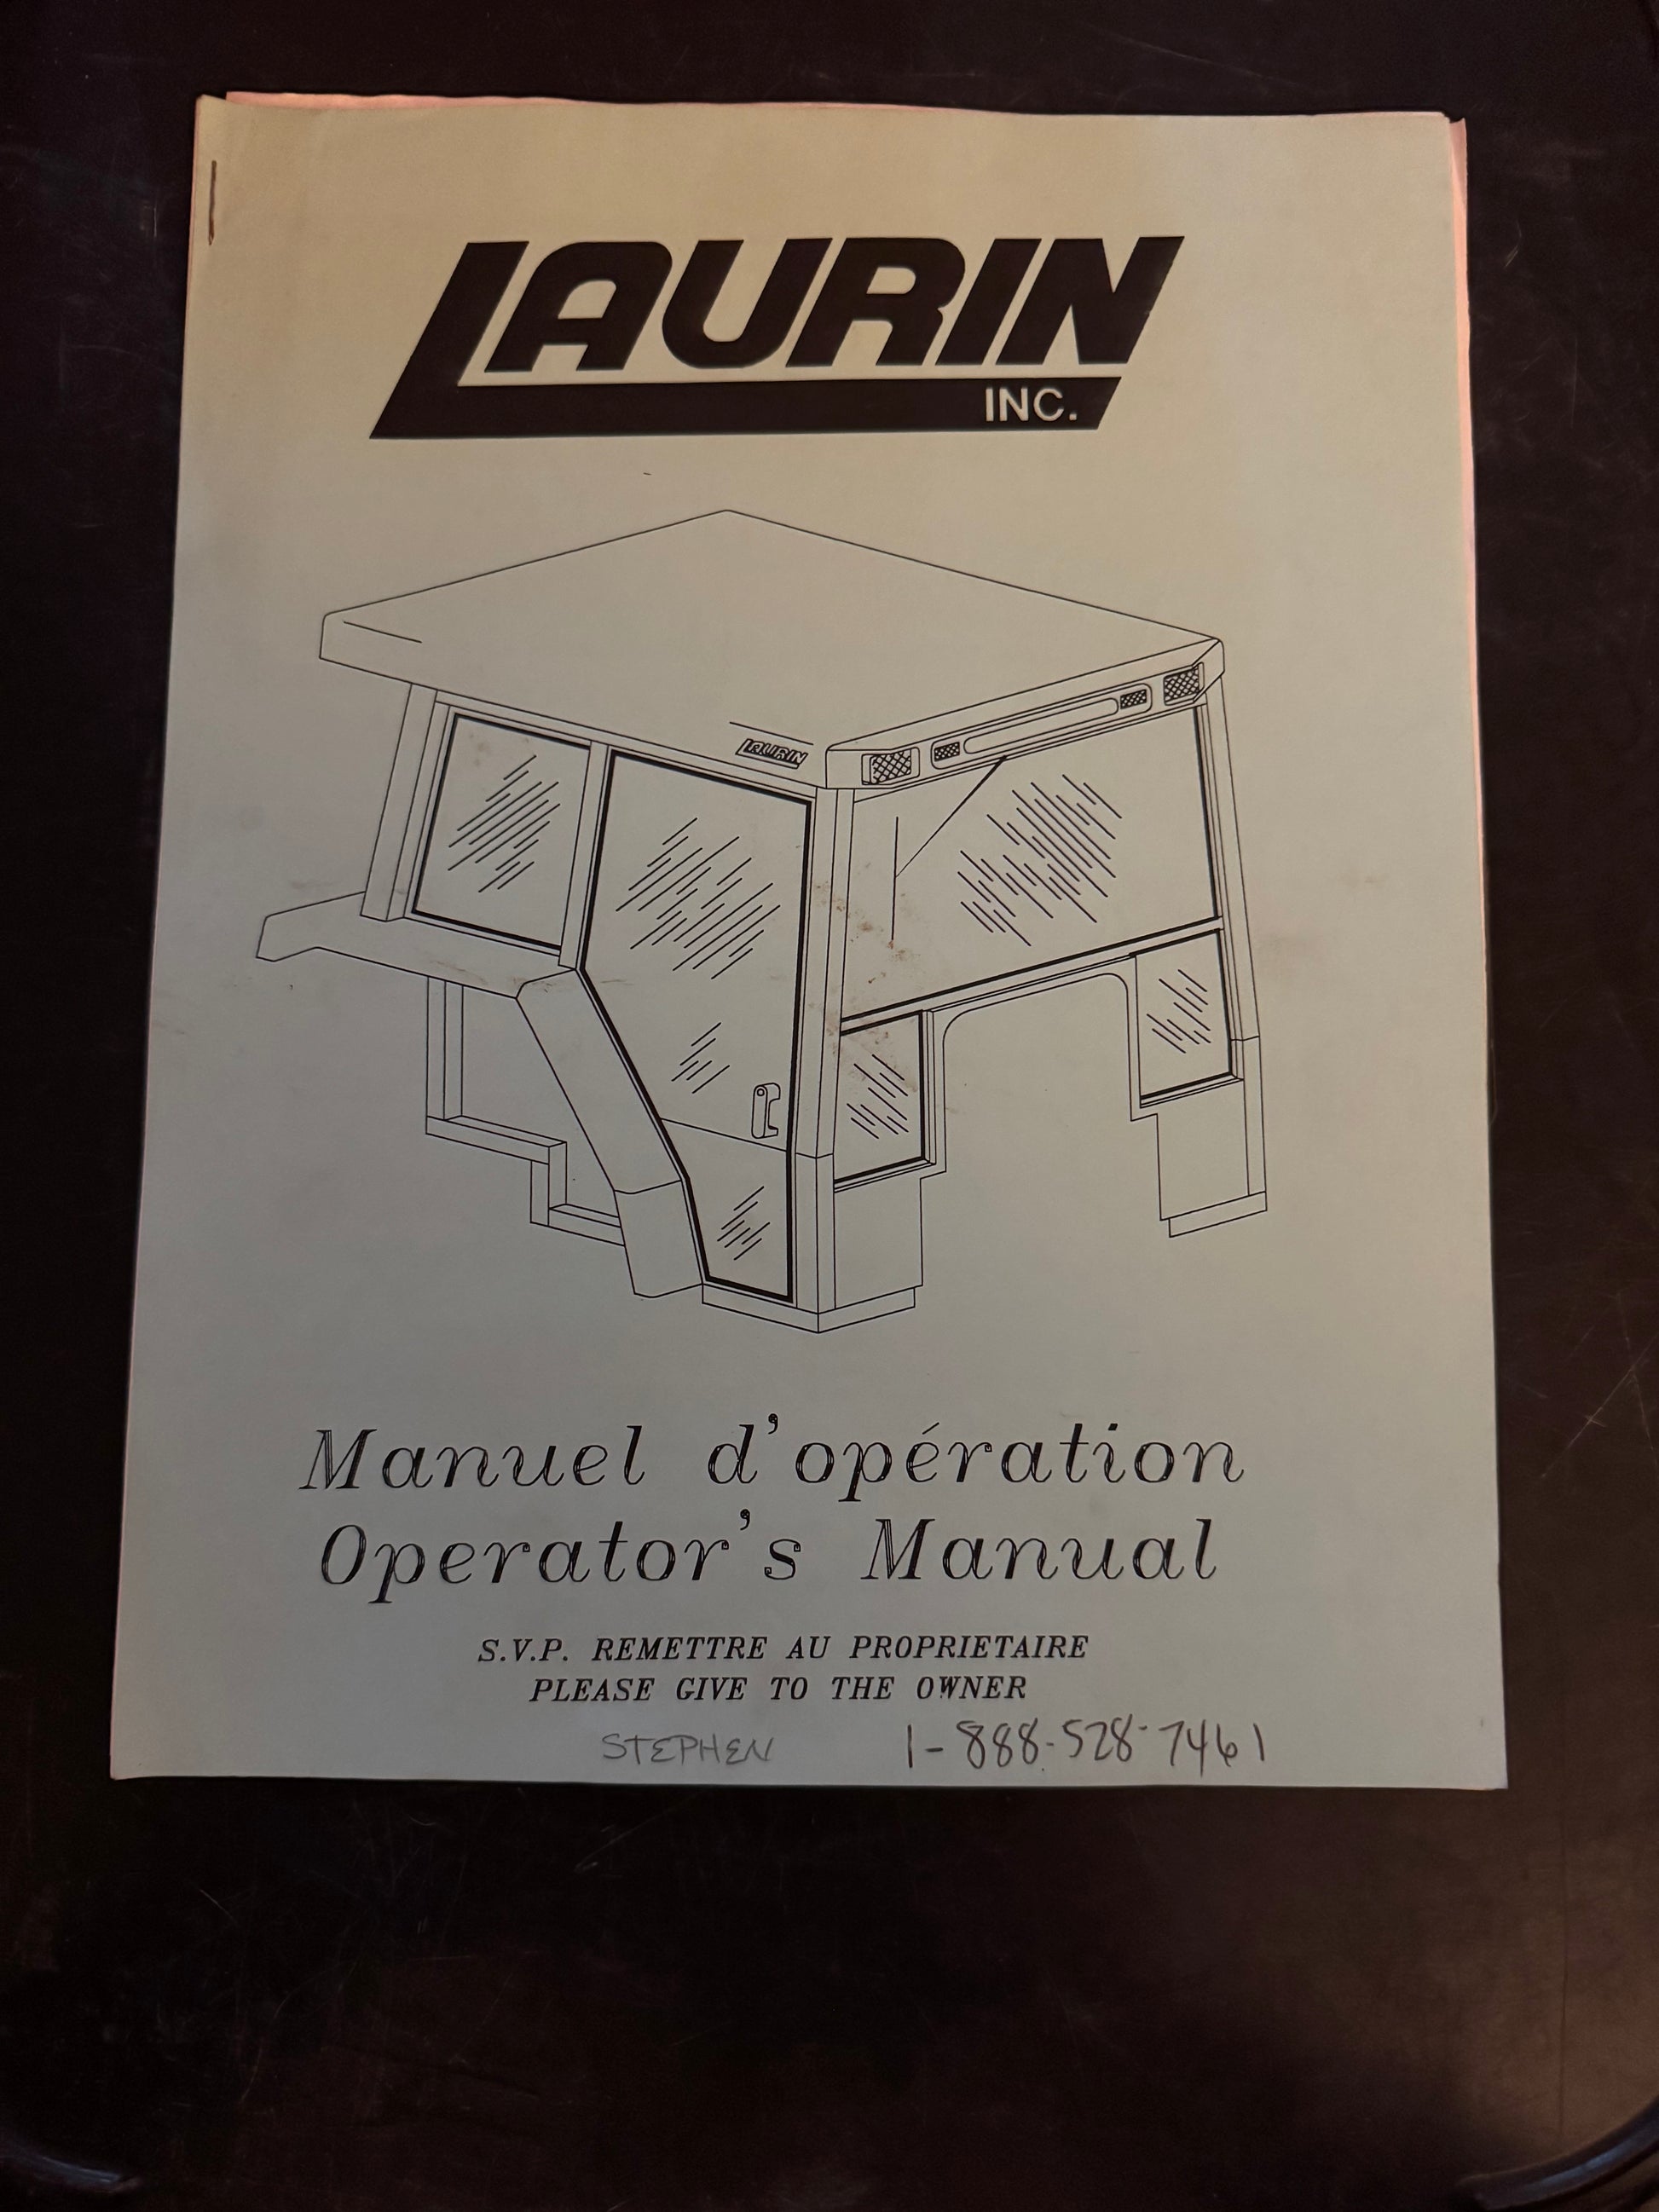 LAURIN
INC.
LAURIN
Manuel d'opération
Operator's Manual
S.V.P. REMETTRE AU PROPRIETAIRE
PLEASE GIVE TO THE OWNER
STEPHEN 1-888-528-7461